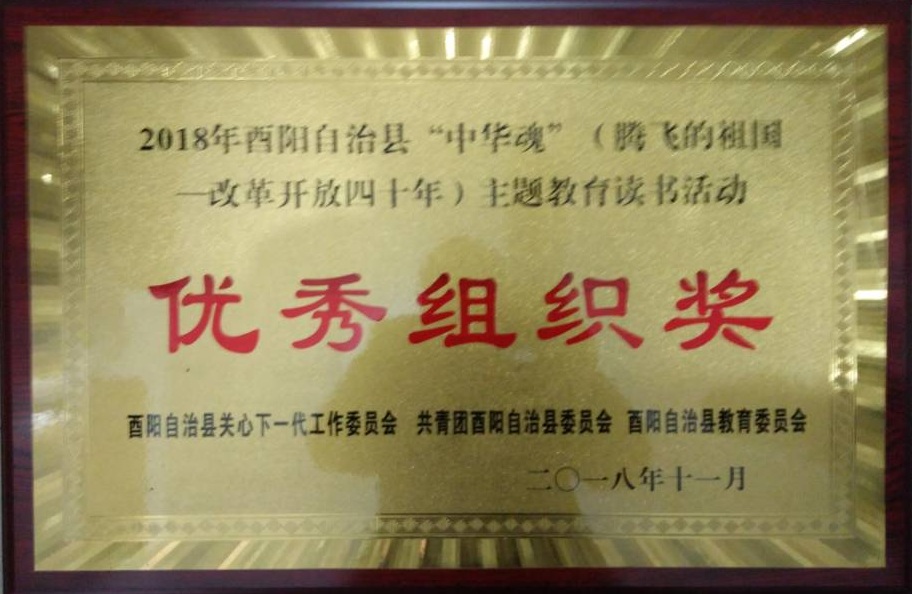 2018年酉阳自治县“中华魂”（腾飞的祖国
—改革开放四十年）主题教育读书活动
优秀组织奖
酉阳自治县关心下一代工作委员会 共青团酉阳自治县委员会 酉阳自治县教育委员会
二〇一八年十一月